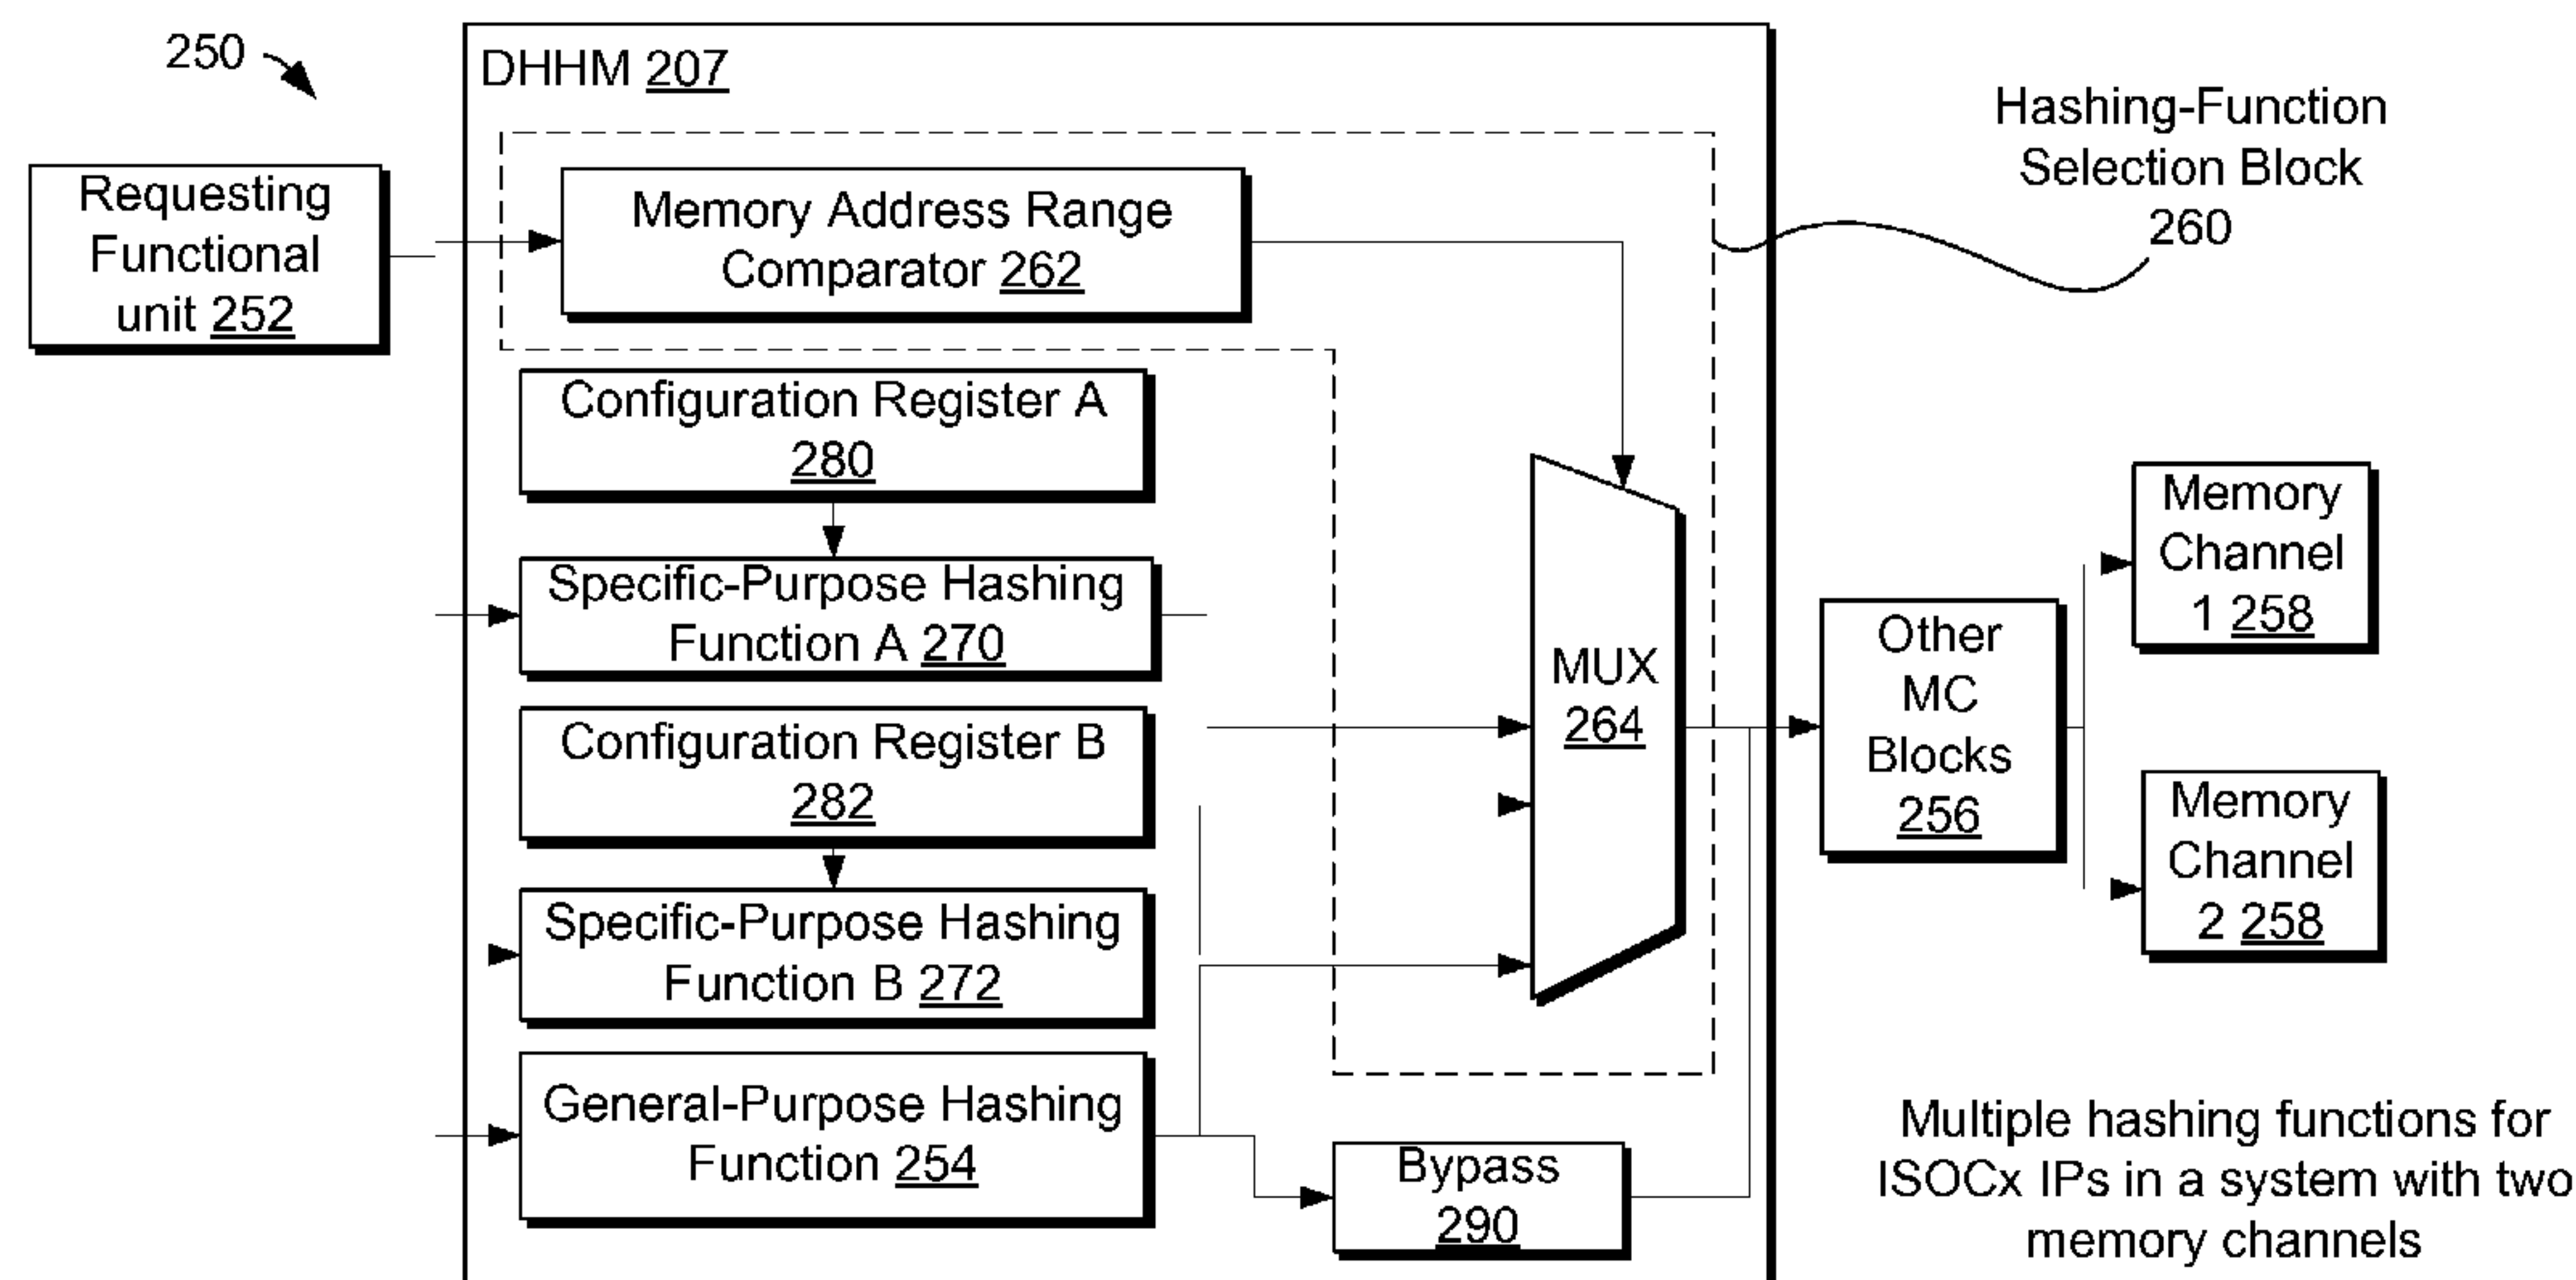 250
DHHM 207
Requesting
Functional
unit 252
Memory Address Range
Comparator 262
Hashing-Function
Selection Block
260
Configuration Register A
280
Specific-Purpose Hashing
Function A 270
Configuration Register B
282
Specific-Purpose Hashing
Function B 272
General-Purpose Hashing
Function 254
MUX
264
Bypass
290
Other
MC
Blocks
256
Memory
Channel
1 258
Memory
Channel
2 258
Multiple hashing functions for
ISOCx IPs in a system with two
memory channels